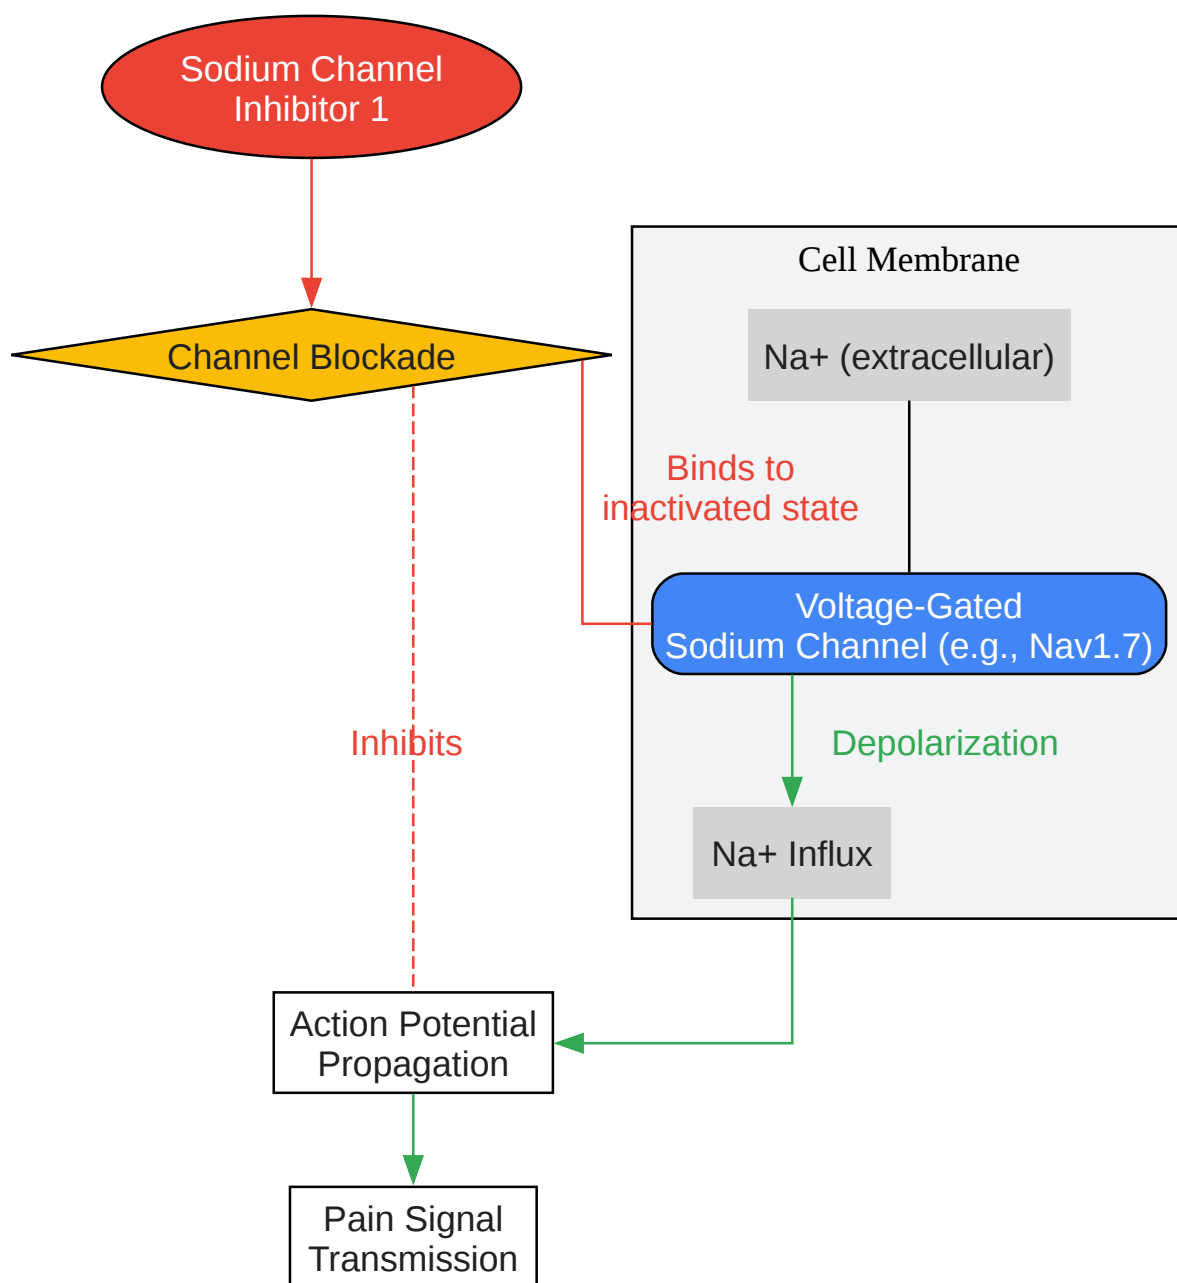 Sodium Channel
Inhibitor 1
Cell Membrane
Channel Blockade
Na+ (extracellular)
Binds to
inactivated state
Voltage-Gated
Sodium Channel (e.g., Nav1.7)
Inhibits
Depolarization
Na+ Influx
Action Potential
Propagation
Pain Signal
Transmission